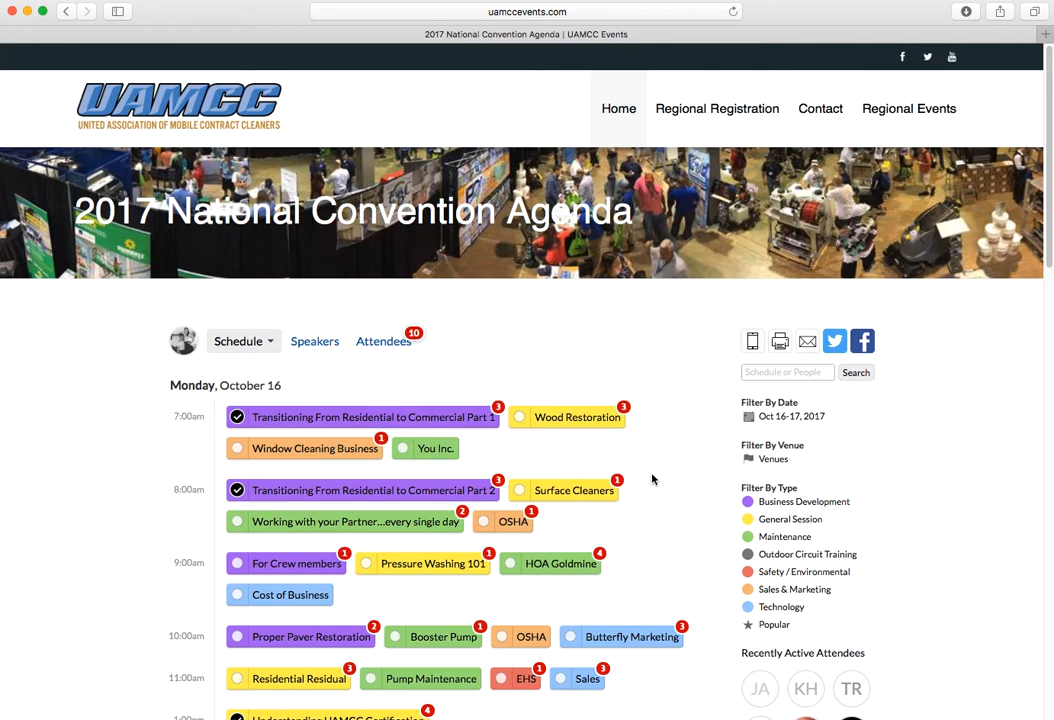 uamccevents.com
2017 National Convention Agenda | UAMCC Events
UAMCC
UNITED ASSOCIATION OF MOBILE CONTRACT CLEANERS
Home
Regional Registration
Contact
Regional Events
2017 National Convention Agenda
Schedule
Speakers
Attendees 10
Schedule or People
Search
Monday, October 16
7:00am
Transitioning From Residential to Commercial Part 1 3
Wood Restoration 3
Window Cleaning Business 1
You Inc.
8:00am
Transitioning From Residential to Commercial Part 2 3
Surface Cleaners 1
Working with your Partner...every single day 2
OSHA 1
9:00am
For Crew members 1
Pressure Washing 101 1
HOA Goldmine 4
Cost of Business
10:00am
Proper Paver Restoration 2
Booster Pump 1
OSHA
Butterfly Marketing 3
11:00am
Residential Residual 3
Pump Maintenance
EHS 1
Sales 3
1:00pm
Understanding UAMCC Certification 4
Filter By Date
Oct 16-17, 2017
Filter By Venue
Venues
Filter By Type
Business Development
General Session
Maintenance
Outdoor Circuit Training
Safety / Environmental
Sales & Marketing
Technology
Popular
Recently Active Attendees
JA
KH
TR